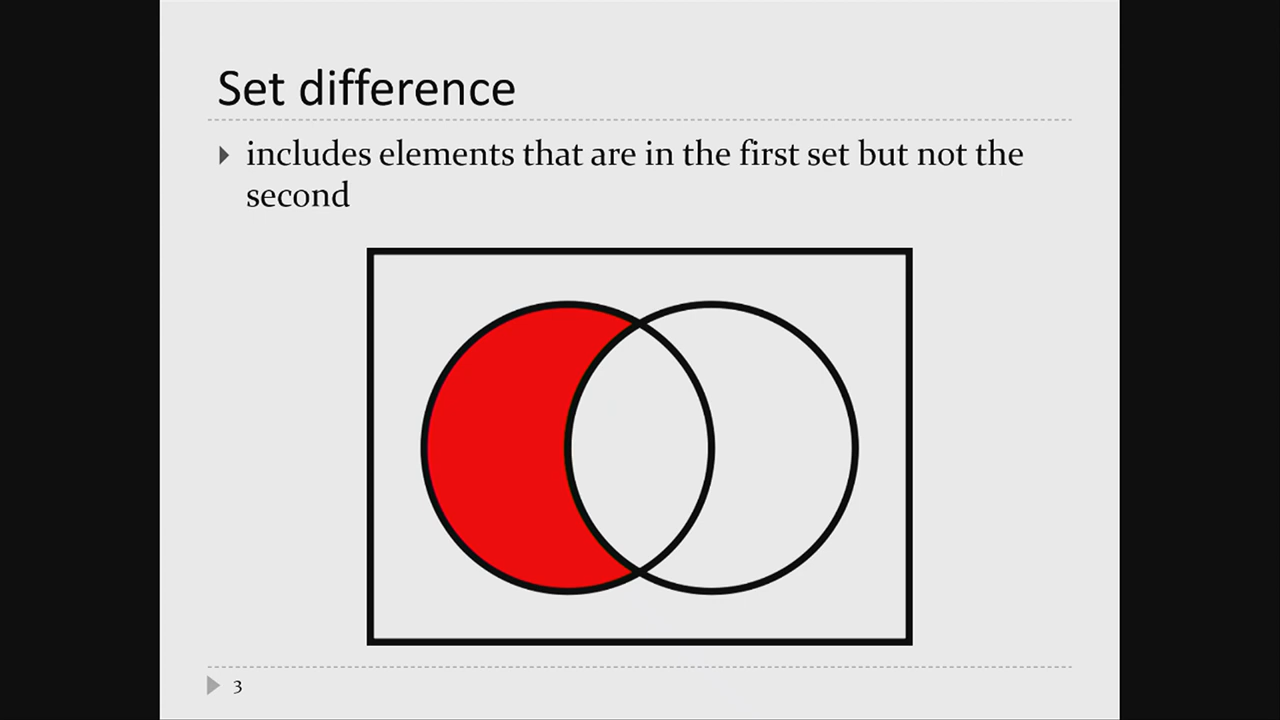 Set difference
includes elements that are in the first set but not the
second
3